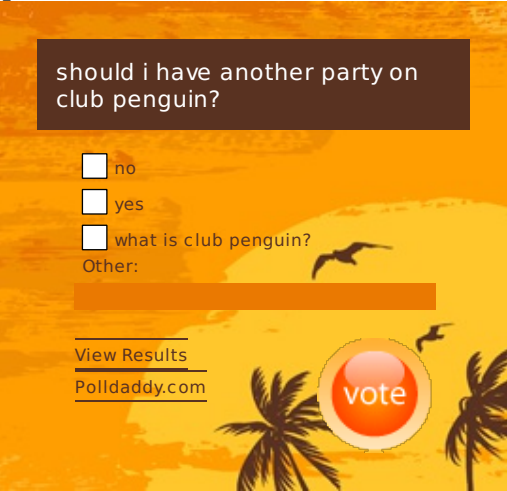 should i have another party on
club penguin?
no
yes
what is club penguin?
Other:
View Results
Polldaddy.com
vote